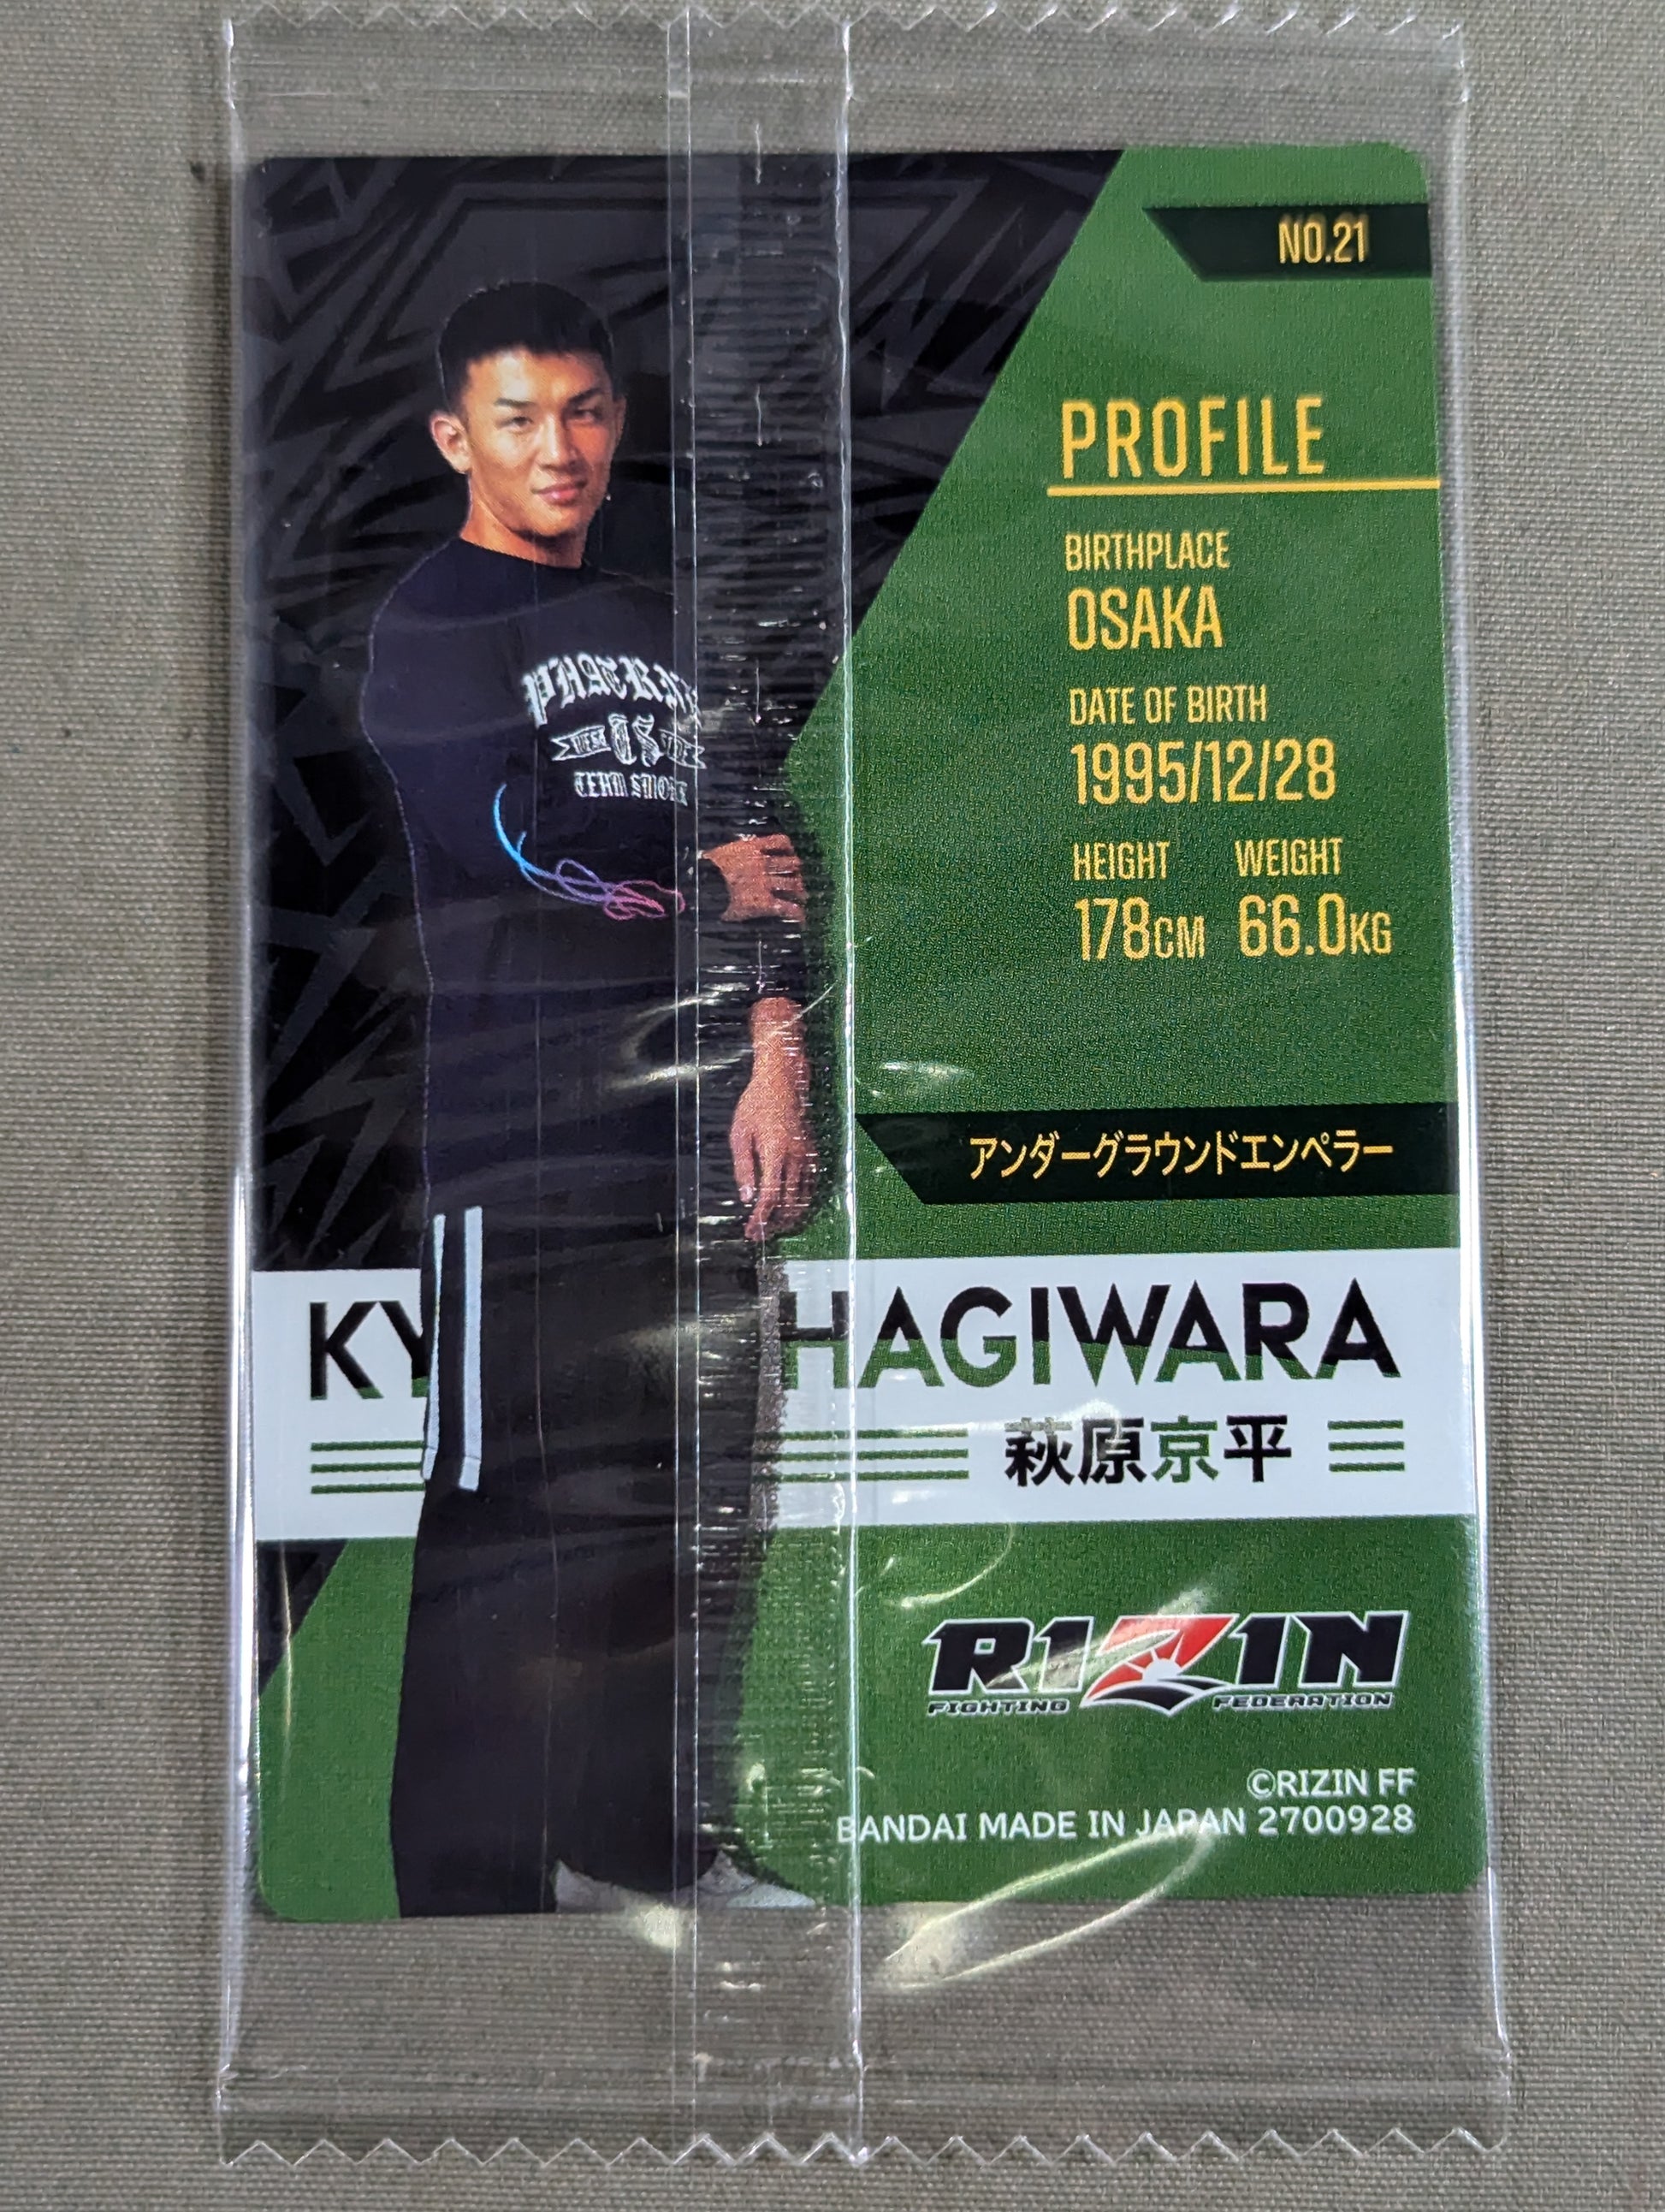 NO.21
PROFILE
BIRTHPLACE
OSAKA
DATE OF BIRTH
1995/12/28
HEIGHT WEIGHT
178CM 66.0KG
アンダーグラウンドエンペラー
KY HAGIWARA
萩原京平
RIZIN
FIGHTING FEDERATION
©RIZIN FF
BANDAI MADE IN JAPAN 2700928